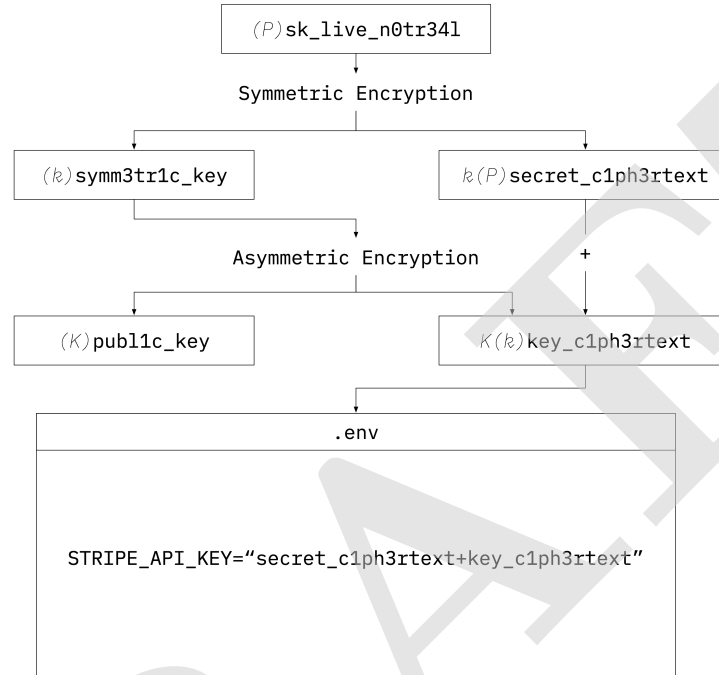 (P)sk_live_n0tr34l
Symmetric Encryption
(k)symm3tr1c_key
k(P)secret_c1ph3rtext
Asymmetric Encryption
+
(K)publ1c_key
K(k)key_c1ph3rtext
.env
STRIPE_API_KEY=“secret_c1ph3rtext+key_c1ph3rtext”